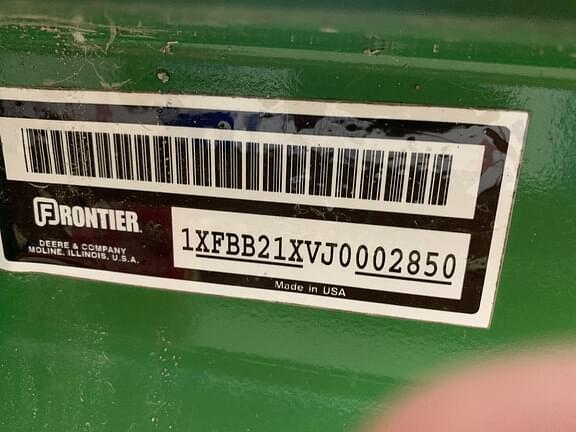 FRONTIER
DEERE & COMPANY
MOLINE, ILLINOIS, U.S.A.
1XFBB21XVJ0002850
Made in USA